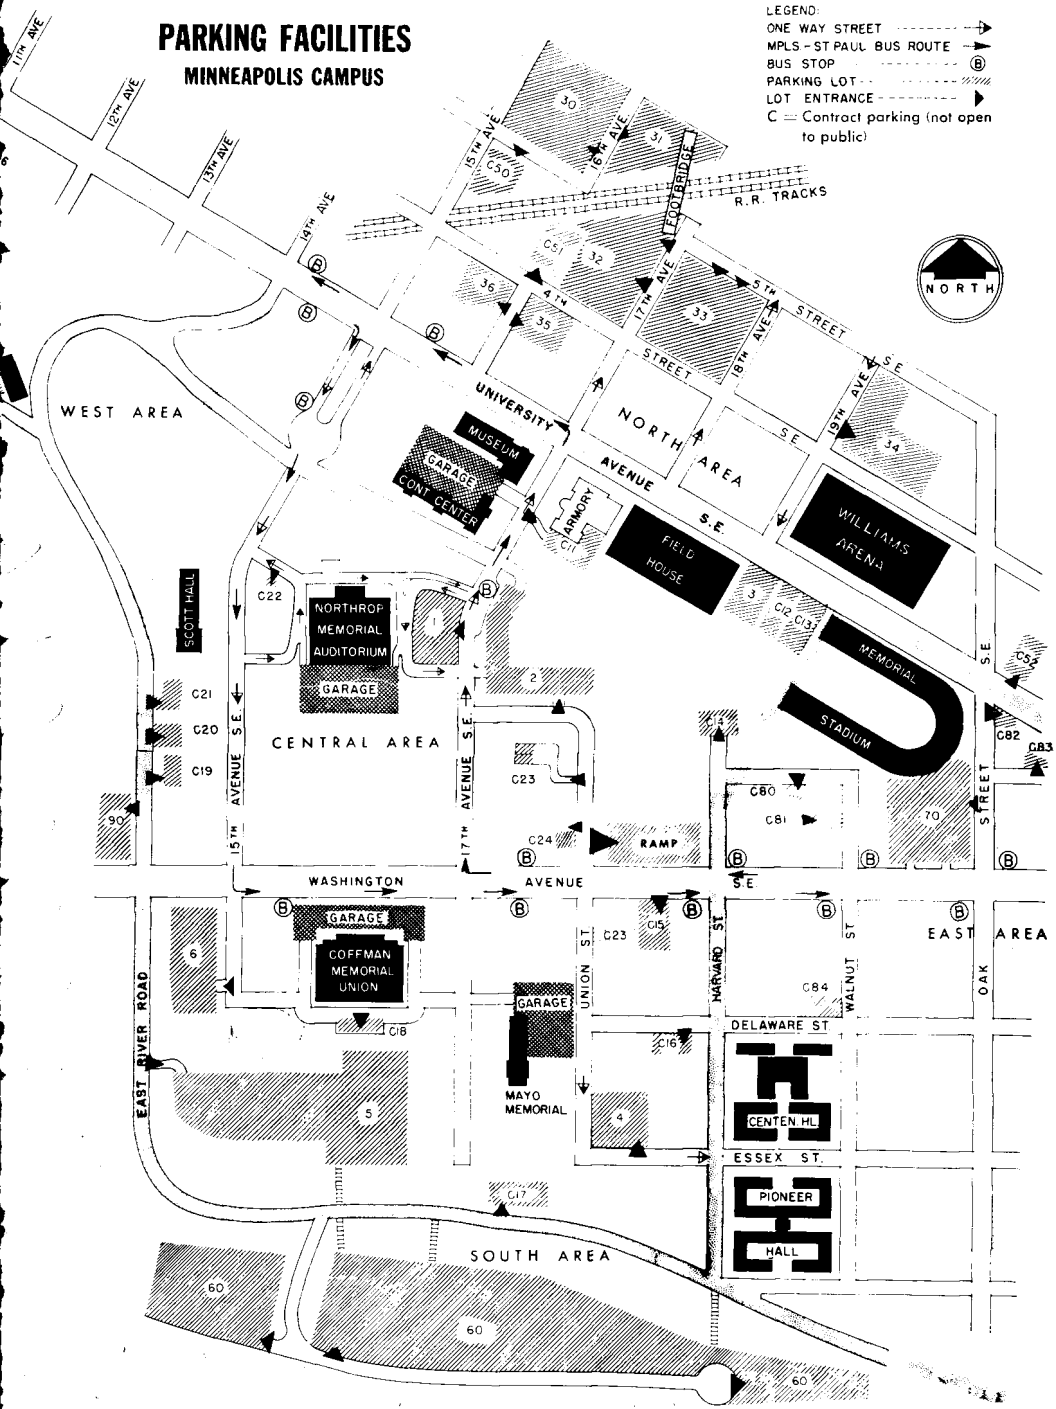 PARKING FACILITIES
MINNEAPOLIS CAMPUS
LEGEND:
ONE WAY STREET
MPLS.-ST PAUL BUS ROUTE
BUS STOP B
PARKING LOT
LOT ENTRANCE
C = Contract parking (not open
to public)
11TH AVE
12TH AVE
13TH AVE
14TH AVE
15TH AVE
16TH AVE
30
31
C50
FOOTBRIDGE
R.R. TRACKS
NORTH
C51
32
17TH AVE
36
4TH
35
33
5TH
STREET
S.E.
18TH AVE
STREET
S.E.
19TH AVE
34
B
B
B
B
WEST AREA
UNIVERSITY
AVENUE
S.E.
NORTH
AREA
MUSEUM
GARAGE
CONT CENTER
ARMORY
C11
FIELD
HOUSE
WILLIAMS
ARENA
3
C12
C13
MEMORIAL
STADIUM
S.E.
C52
C82
C83
SCOTT HALL
C22
NORTHROP
MEMORIAL
AUDITORIUM
GARAGE
1
B
2
C21
C20
C19
90
CENTRAL AREA
15TH AVENUE S.E.
17TH AVENUE S.E.
C23
C24
RAMP
C14
C80
C81
70
STREET
B
B
B
B
WASHINGTON
AVENUE
S.E.
B
B
B
B
B
GARAGE
COFFMAN
MEMORIAL
UNION
6
C18
C15
C23
UNION ST
HARVARD ST
WALNUT ST
OAK
EAST AREA
C84
GARAGE
DELAWARE ST
C16
MAYO
MEMORIAL
EAST RIVER ROAD
5
4
CENTEN. HL.
ESSEX ST.
PIONEER
HALL
C17
SOUTH AREA
60
60
60